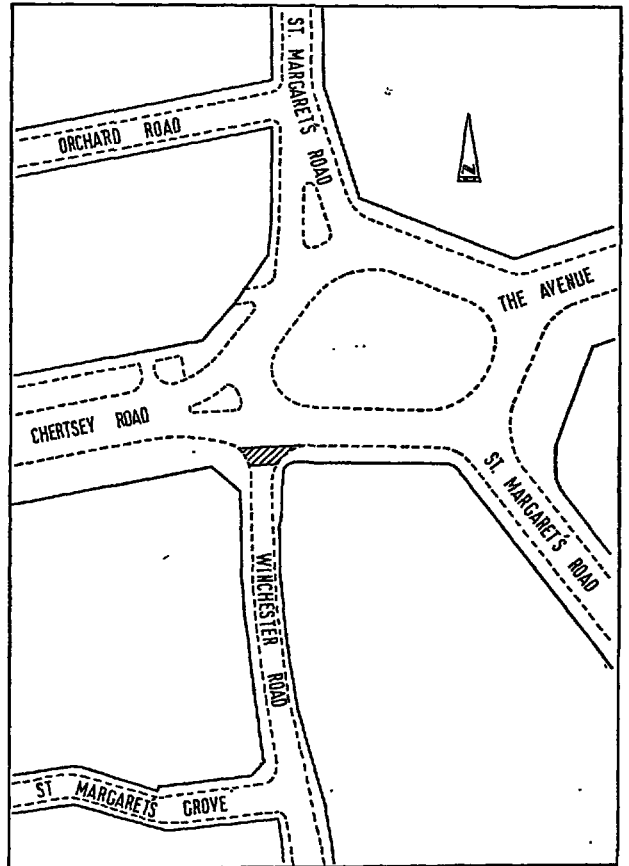 ST. MARGARET'S ROAD
ORCHARD ROAD
N
THE AVENUE
CHERTSEY ROAD
ST. MARGARET'S ROAD
WINCHESTER ROAD
ST MARGARETS GROVE